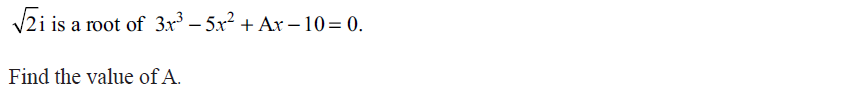 √2i is a root of 3x³ – 5x² + Ax – 10 = 0.
Find the value of A.